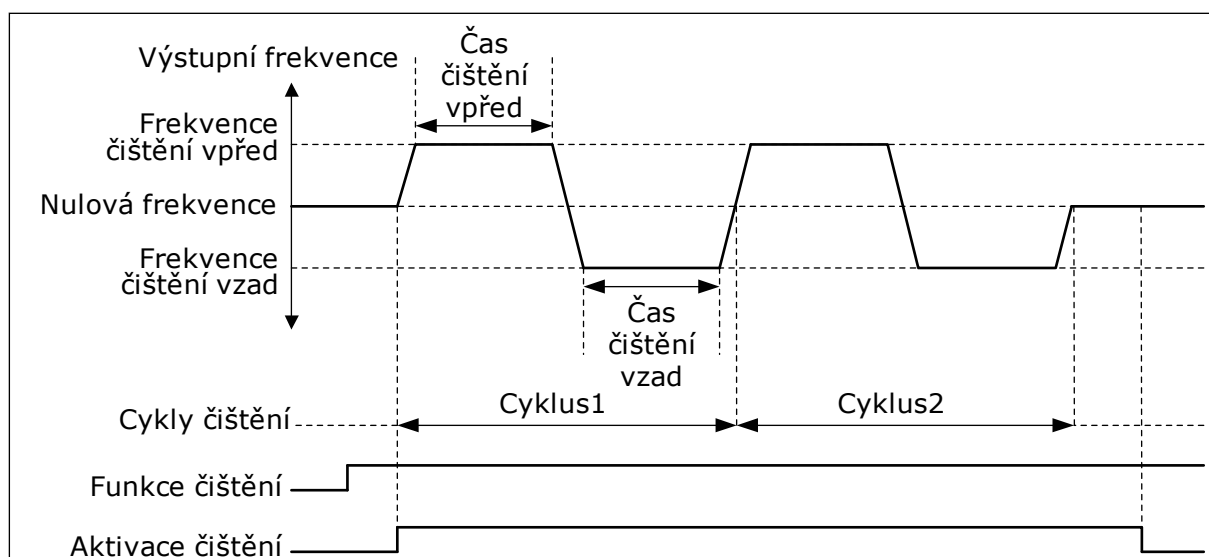 Výstupní frekvence
Čas
čištění
vpřed
Frekvence
čištění vpřed
Nulová frekvence
Frekvence
čištění vzad
Čas
čištění
vzad
Cykly čištění
Cyklus1
Cyklus2
Funkce čištění
Aktivace čištění